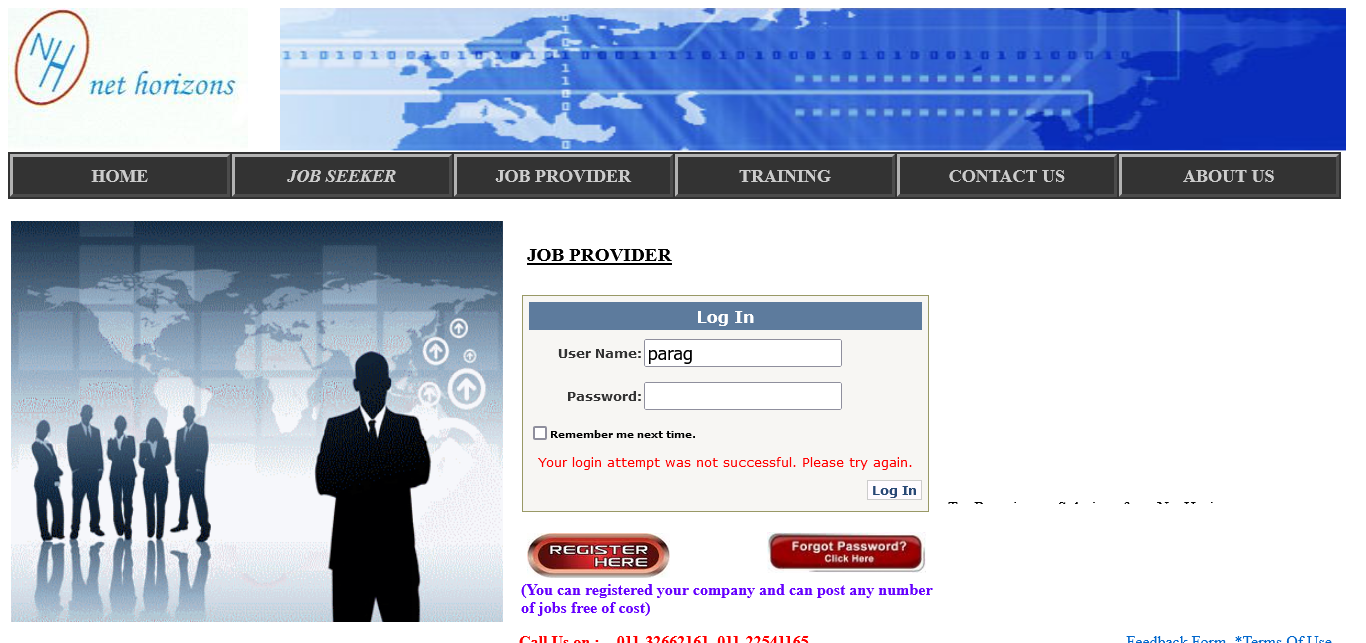 NH net horizons
HOME JOB SEEKER JOB PROVIDER TRAINING CONTACT US ABOUT US
JOB PROVIDER
Log In
User Name: parag
Password:
Remember me next time.
Your login attempt was not successful. Please try again.
Log In
REGISTER HERE
Forgot Password?
Click Here
(You can registered your company and can post any number
of jobs free of cost)
Call Us on : 011-32662161, 011-22541165
Feedback Form *Terms Of Use